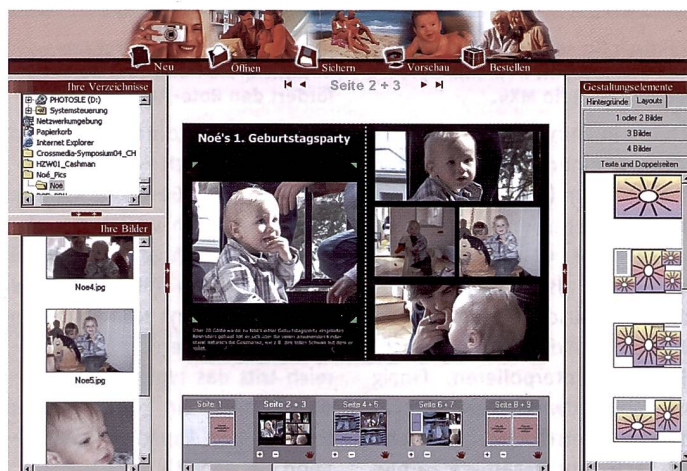 Neu
Öffnen
Sichern
Vorschau
Bestellen
Seite 2 + 3
Ihre Verzeichnisse
PHOTOSLE (D:)
Systemsteuerung
Netzwerkumgebung
Papierkorb
Internet Explorer
Crossmedia-Symposium04_CH
HZW01_Cashman
Noé_Pics
Noe
Ihre Bilder
Noe4.jpg
Noe5.jpg
Noé's 1. Geburtstagsparty
Gestaltungselemente
Hintergründe
Layouts
1 oder 2 Bilder
3 Bilder
4 Bilder
Texte und Doppelseiten
Seite 1
Seite 2 + 3
Seite 4 + 5
Seite 6 + 7
Seite 8 + 9